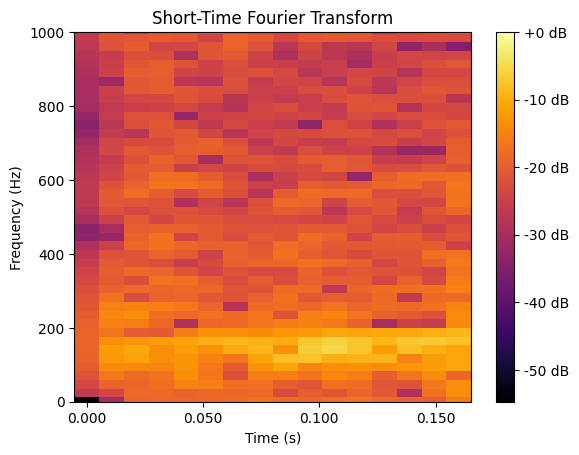 Short-Time Fourier Transform
1000
800
600
400
200
0
Frequency (Hz)
0.000
0.050
0.100
0.150
Time (s)
+0 dB
-10 dB
-20 dB
-30 dB
-40 dB
-50 dB